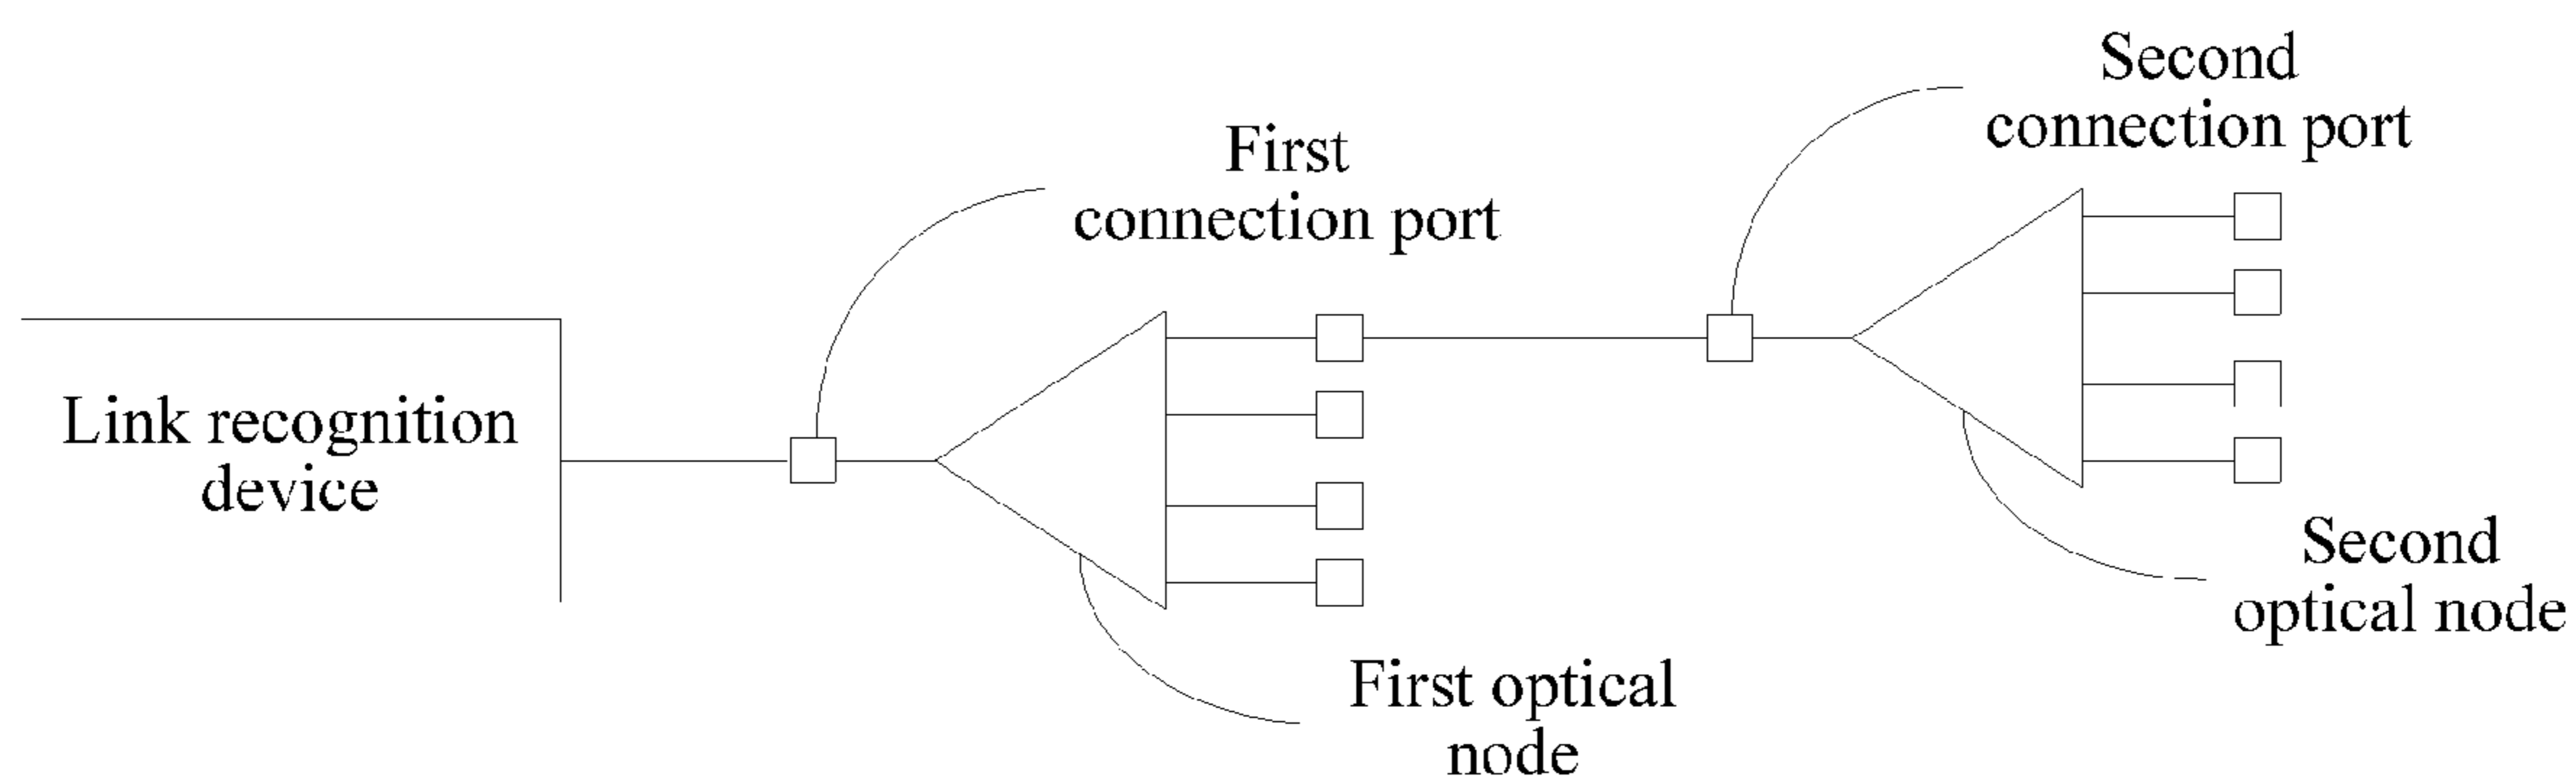 Second
connection port
First
connection port
Link recognition
device
Second
optical node
First optical
node